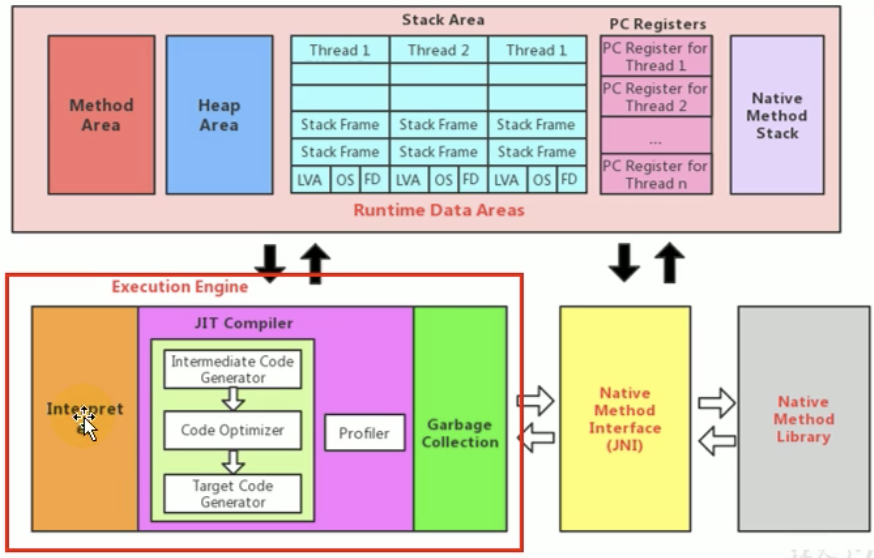 Stack Area
PC Registers
Method
Area
Heap
Area
Thread 1
Thread 2
Thread 1
Stack Frame
Stack Frame
Stack Frame
Stack Frame
Stack Frame
Stack Frame
LVA
OS
FD
LVA
OS
FD
LVA
OS
FD
PC Register for
Thread 1
PC Register for
Thread 2
...
PC Register for
Thread n
Native
Method
Stack
Runtime Data Areas
Execution Engine
Interpret
JIT Compiler
Intermediate Code
Generator
Code Optimizer
Target Code
Generator
Profiler
Garbage
Collection
Native
Method
Interface
(JNI)
Native
Method
Library